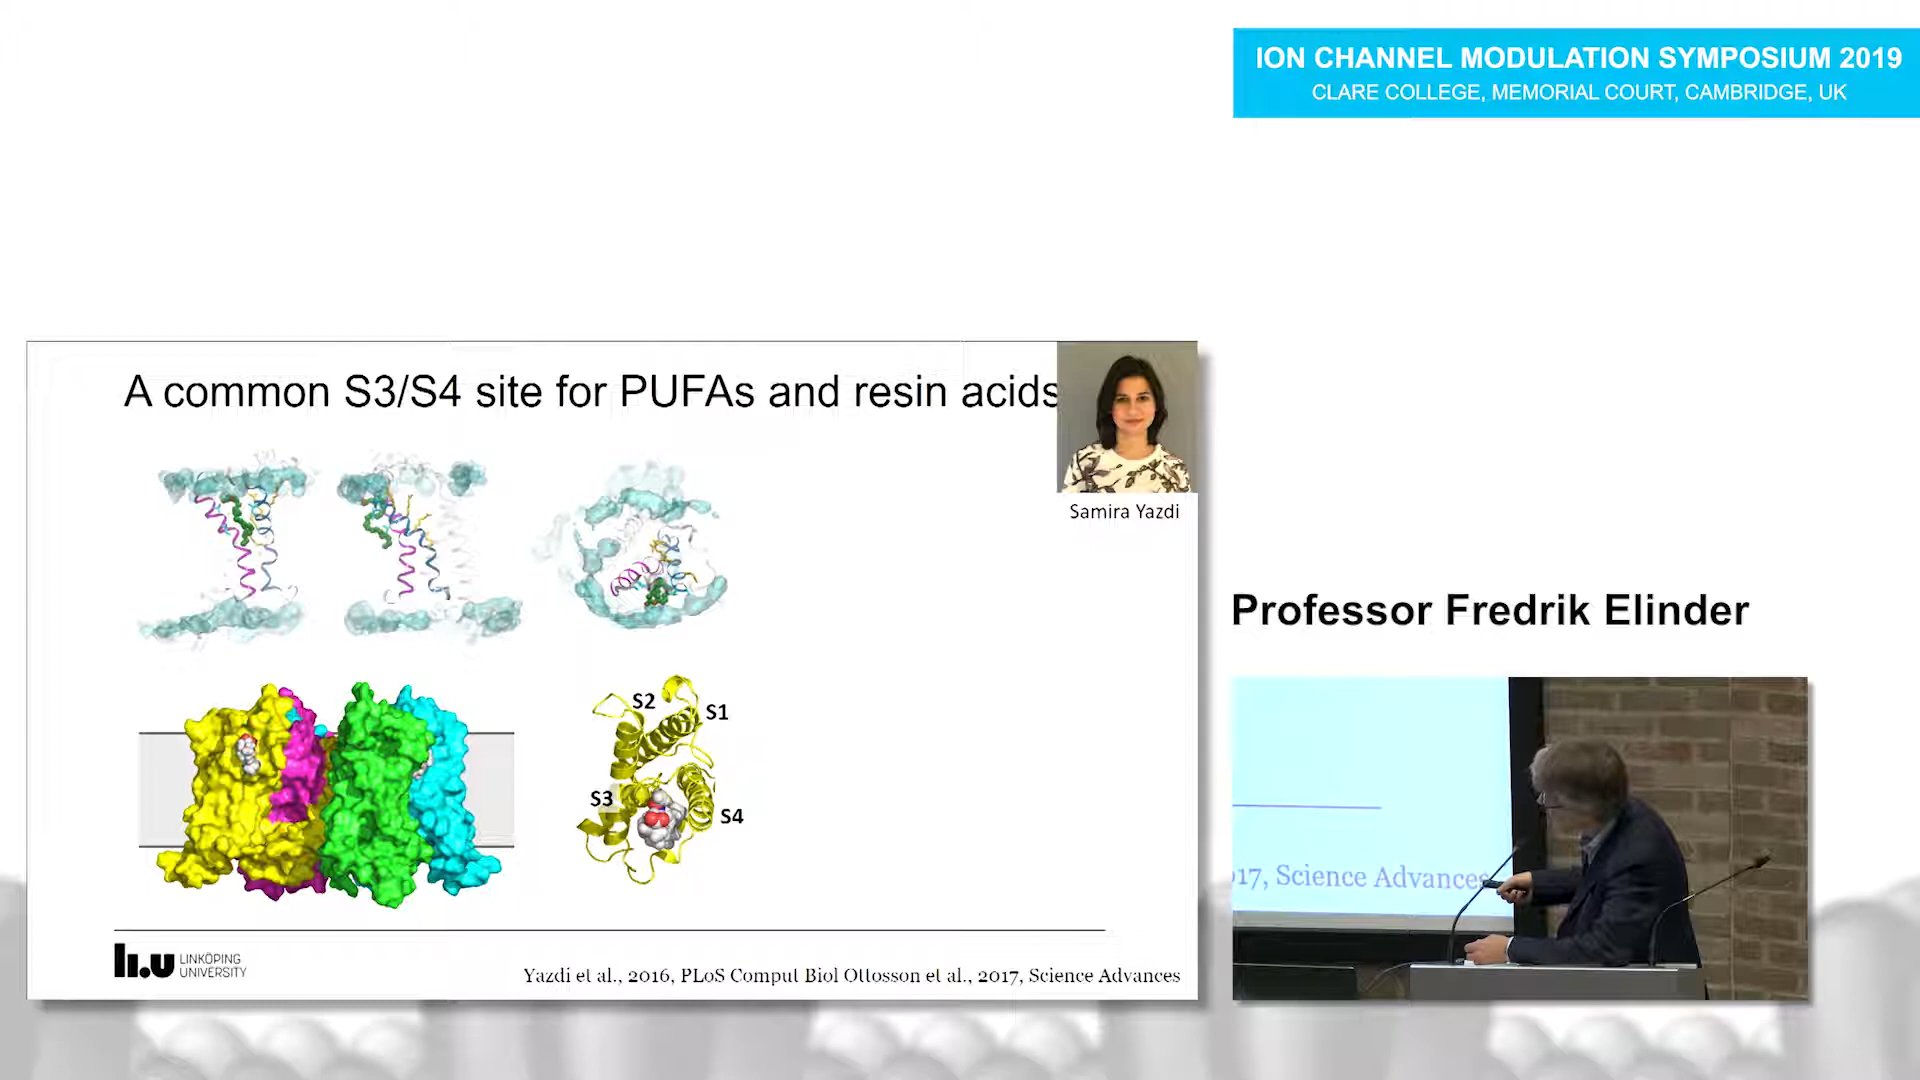 ION CHANNEL MODULATION SYMPOSIUM 2019
CLARE COLLEGE, MEMORIAL COURT, CAMBRIDGE, UK
A common S3/S4 site for PUFAs and resin acids
Samira Yazdi
S2
S1
S3
S4
li.u LINKÖPING
UNIVERSITY
Yazdi et al., 2016, PLoS Comput Biol Ottosson et al., 2017, Science Advances
Professor Fredrik Elinder
17, Science Advances